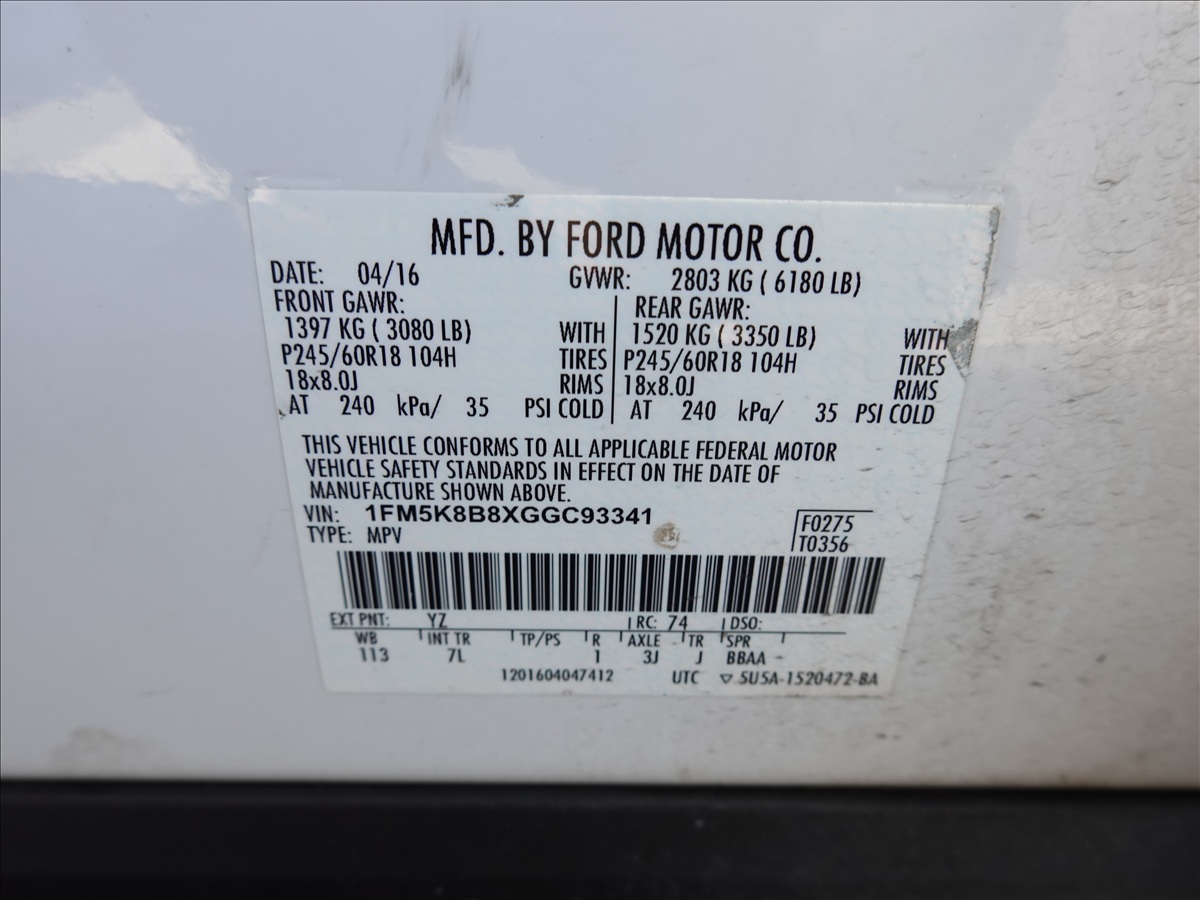 MFD. BY FORD MOTOR CO.
DATE: 04/16 GVWR: 2803 KG ( 6180 LB)
FRONT GAWR: REAR GAWR:
1397 KG ( 3080 LB) WITH 1520 KG ( 3350 LB) WITH
P245/60R18 104H TIRES P245/60R18 104H TIRES
18x8.0J RIMS 18x8.0J RIMS
AT 240 kPa/ 35 PSI COLD AT 240 kPa/ 35 PSI COLD
THIS VEHICLE CONFORMS TO ALL APPLICABLE FEDERAL MOTOR
VEHICLE SAFETY STANDARDS IN EFFECT ON THE DATE OF
MANUFACTURE SHOWN ABOVE.
VIN: 1FM5K8B8XGGC93341 F0275
TYPE: MPV T0356
EXT PNT: YZ RC: 74 DSO:
WB INT TR TP/PS R AXLE TR SPR
113 7L 1 3J J BBAA -
1201604047412 UTC ▽ 5U5A-1520472-BA